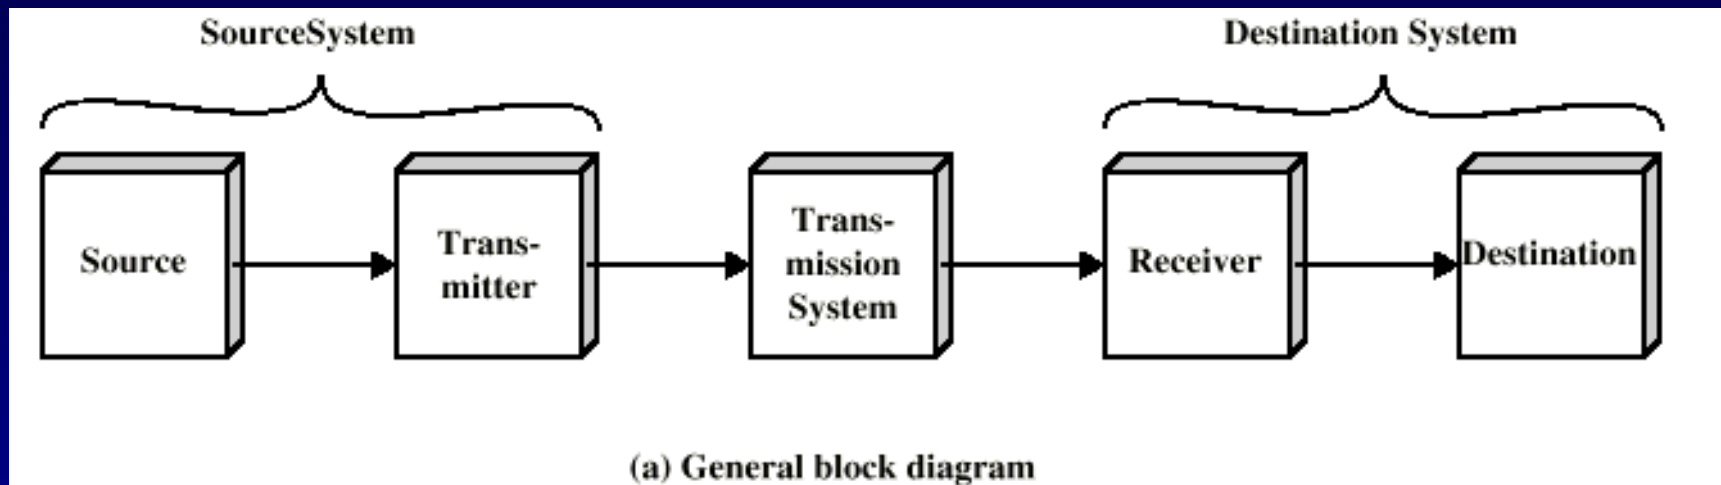 SourceSystem
Destination System
Source
Trans-
mitter
Trans-
mission
System
Receiver
Destination
(a) General block diagram